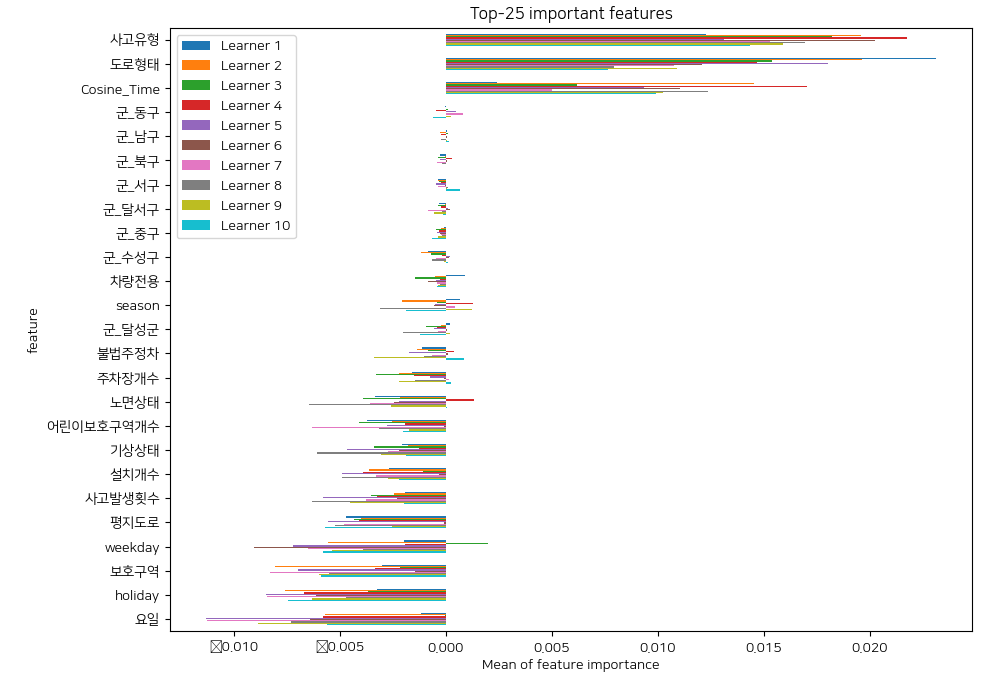 Top-25 important features
사고유형
도로형태
Cosine_Time
군_동구
군_남구
군_북구
군_서구
군_달서구
군_중구
군_수성구
차량전용
season
군_달성군
불법주정차
주차장개수
노면상태
어린이보호구역개수
기상상태
설치개수
사고발생횟수
평지도로
weekday
보호구역
holiday
요일
feature
Learner 1
Learner 2
Learner 3
Learner 4
Learner 5
Learner 6
Learner 7
Learner 8
Learner 9
Learner 10
☒0.010 ☒0.005 0.000 0.005 0.010 0.015 0.020
Mean of feature importance